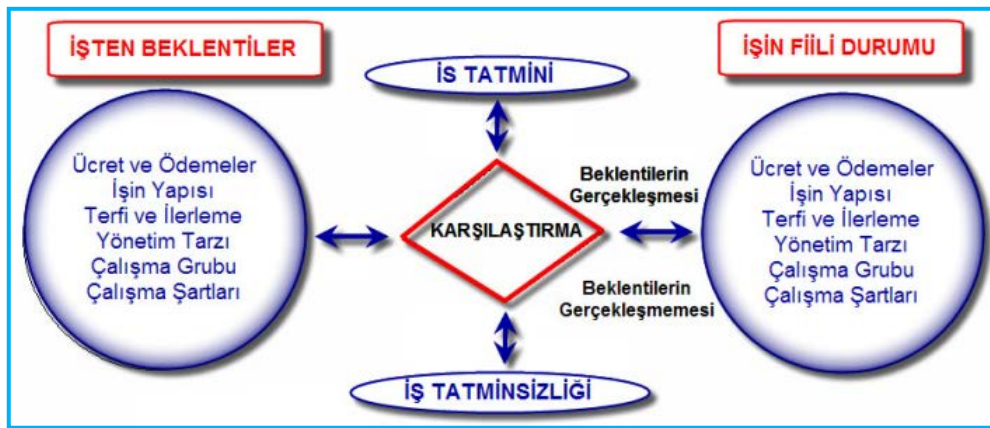 İŞTEN BEKLENTİLER
Ücret ve Ödemeler
İşin Yapısı
Terfi ve İlerleme
Yönetim Tarzı
Çalışma Grubu
Çalışma Şartları
İS TATMİNİ
KARŞILAŞTIRMA
Beklentilerin
Gerçekleşmesi
Beklentilerin
Gerçekleşmemesi
İŞ TATMİNSİZLİĞİ
İŞİN FİİLİ DURUMU
Ücret ve Ödemeler
İşin Yapısı
Terfi ve İlerleme
Yönetim Tarzı
Çalışma Grubu
Çalışma Şartları